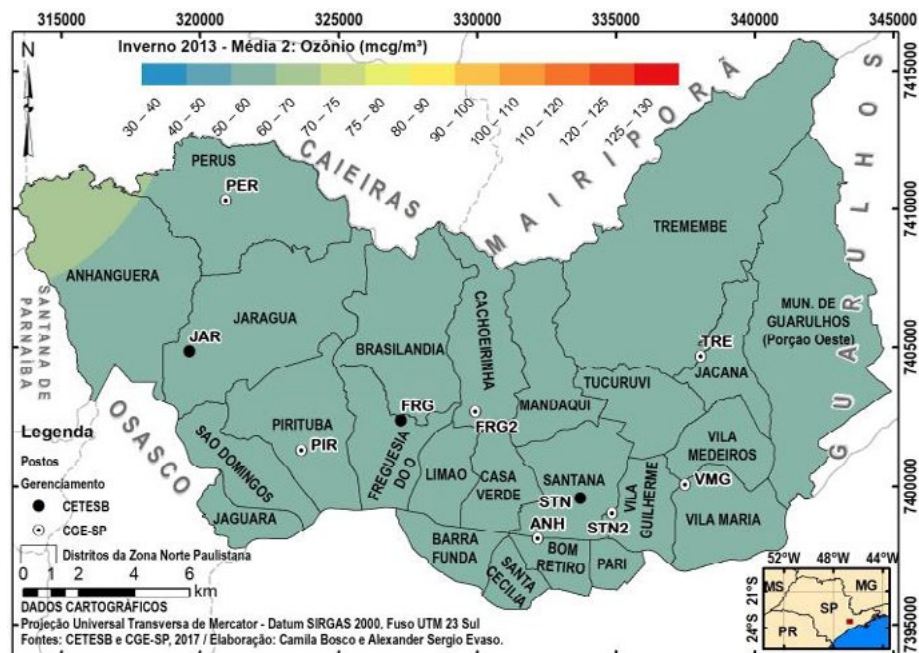 315000 320000 325000 330000 335000 340000 345000
Inverno 2013 - Média 2: Ozônio (mcg/m³)
N
30 – 40
40 – 50
50 – 60
60 – 70
70 – 75
75 – 80
80 – 90
90 – 100
100 – 110
110 – 120
120 – 125
125 – 130
7415000
7415000
7410000
7410000
7405000
7405000
7400000
7400000
7395000
7395000
CAIEIRAS
MAIRIPORÃ
GUARULHOS
PERUS
PER
TREMEMBE
ANHANGUERA
SANTANA DE
PARNAÍBA
OSASCO
JARAGUA
JAR
BRASILANDIA
CACHOEIRINHA
MUN. DE
GUARULHOS
(Porção Oeste)
TRE
JACANA
TUCURUVI
MANDAQUI
PIRITUBA
PIR
FRG
FREGUESIA
DO O
FRG2
SAO DOMINGOS
JAGUARA
LIMAO
CASA
VERDE
SANTANA
STN
STN2
ANH
VILA
GUILHERME
VILA
MEDEIROS
VMG
VILA MARIA
BARRA
FUNDA
SANTA
CECILIA
BOM
RETIRO
PARI
Legenda
Postos
Gerenciamento
CETESB
CGE-SP
Distritos da Zona Norte Paulistana
0 2 4 6
km
DADOS CARTOGRÁFICOS
Projeção Universal Transversa de Mercator - Datum SIRGAS 2000, Fuso UTM 23 Sul
Fontes: CETESB e CGE-SP, 2017 / Elaboração: Camila Bosco e Alexander Sergio Evaso.
52°W 48°W 44°W
21°S
24°S
MS
MG
SP
PR